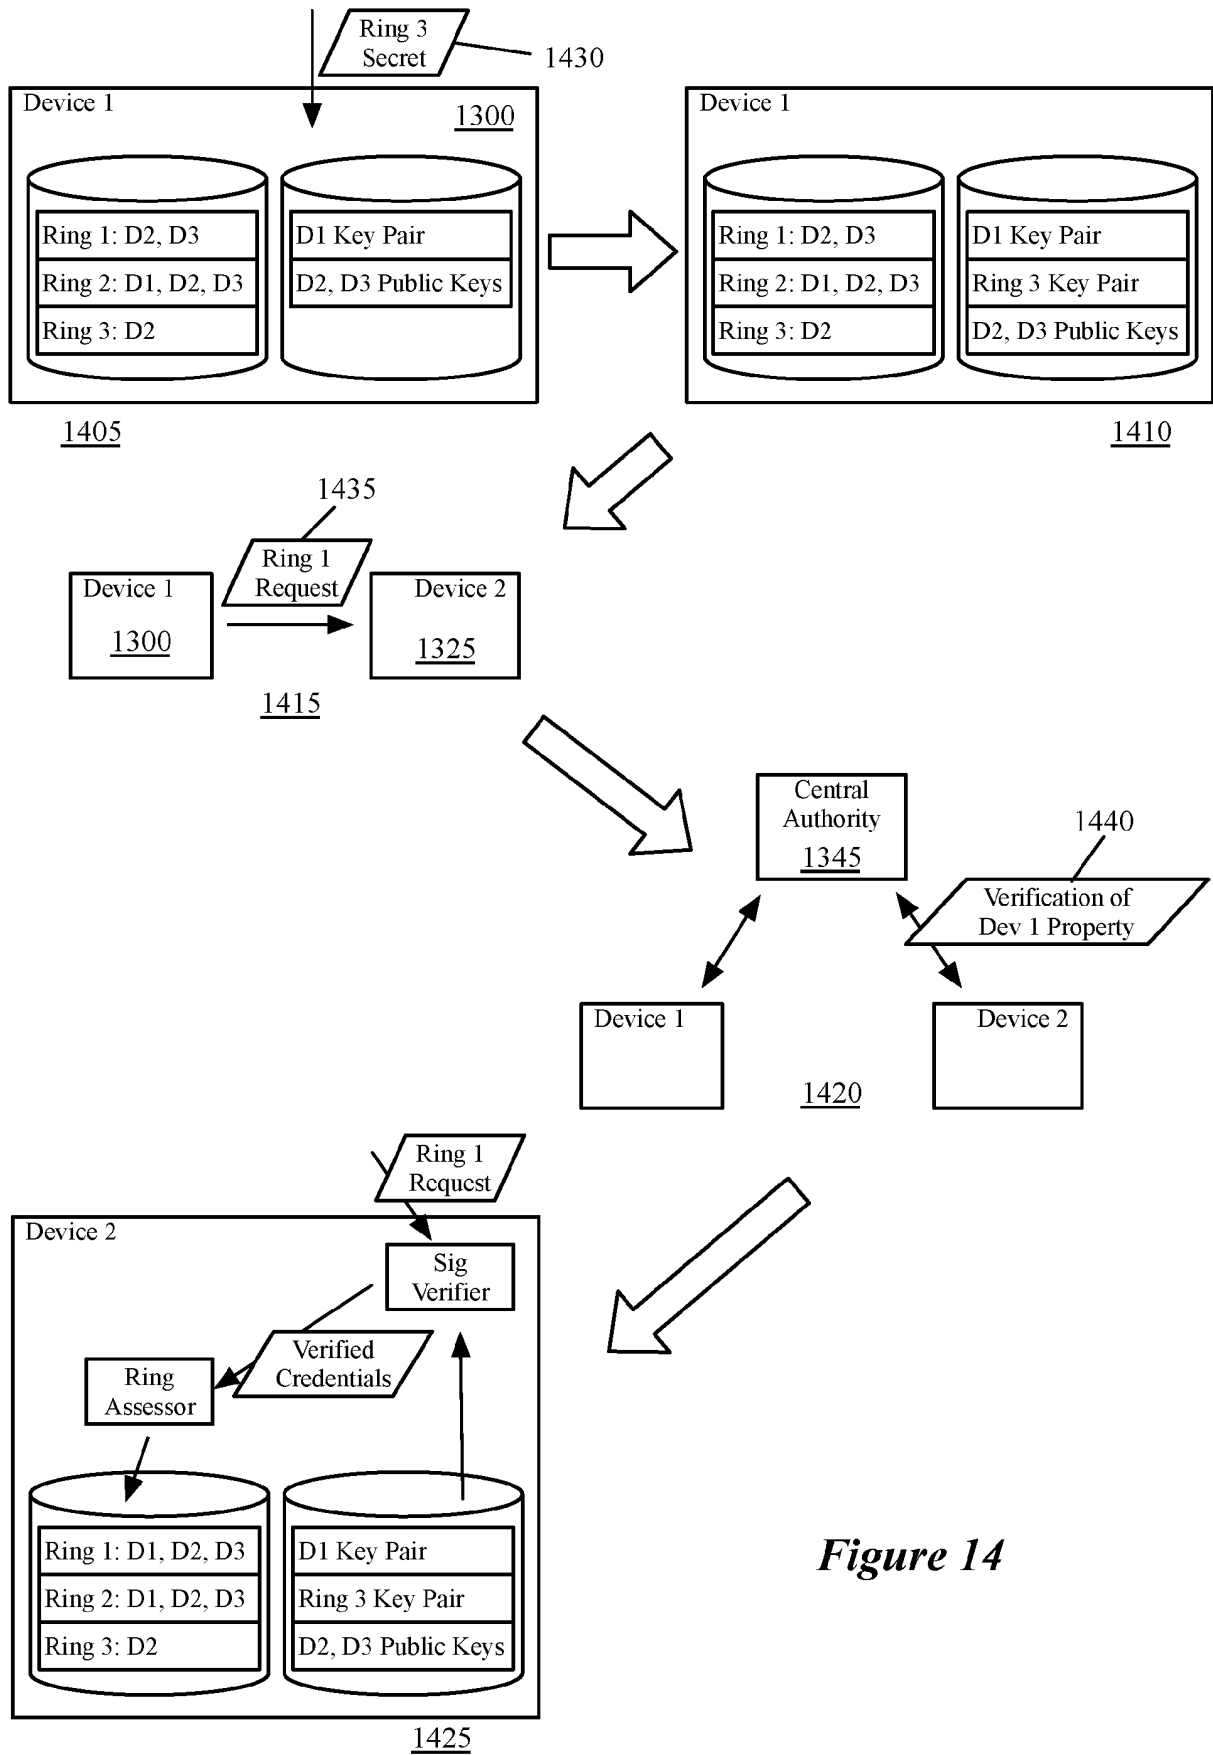 Ring 3
Secret
1430
Device 1
1300
Ring 1: D2, D3
Ring 2: D1, D2, D3
Ring 3: D2
D1 Key Pair
D2, D3 Public Keys
1405
Device 1
Ring 1: D2, D3
Ring 2: D1, D2, D3
Ring 3: D2
D1 Key Pair
Ring 3 Key Pair
D2, D3 Public Keys
1410
1435
Ring 1
Request
Device 1
1300
Device 2
1325
1415
Central
Authority
1345
1440
Verification of
Dev 1 Property
Device 1
Device 2
1420
Ring 1
Request
Device 2
Sig
Verifier
Verified
Credentials
Ring
Assessor
Ring 1: D1, D2, D3
Ring 2: D1, D2, D3
Ring 3: D2
D1 Key Pair
Ring 3 Key Pair
D2, D3 Public Keys
1425
Figure 14